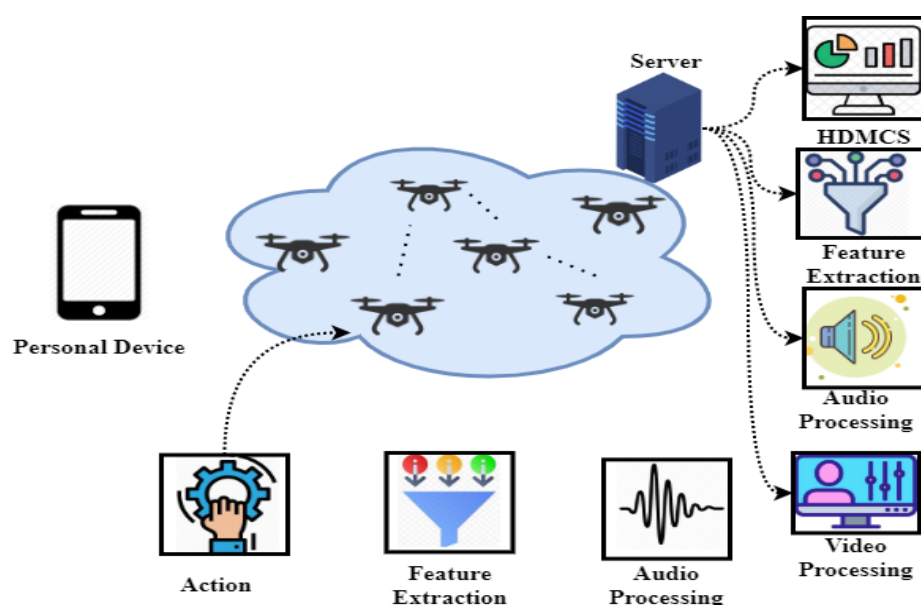 Server
HDMCS
Feature
Extraction
Personal Device
Audio
Processing
Action
Feature
Extraction
Audio
Processing
Video
Processing